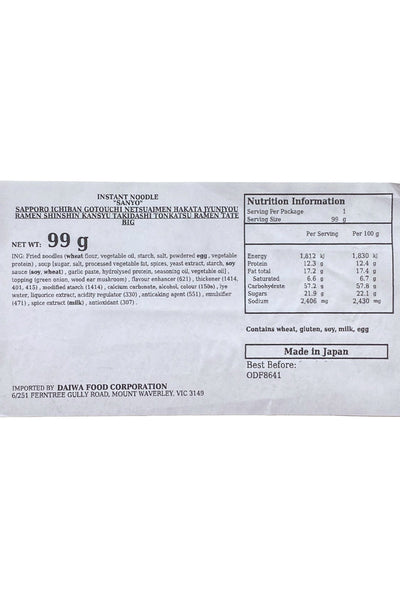 INSTANT NOODLE
"SANYO"
SAPPORO ICHIBAN GOTOUCHI NETSUAIMEN HAKATA JYUNJYOU
RAMEN SHINSHIN KANSYU TAKIDASHI TONKATSU RAMEN TATE
BIG
NET WT: 99 g
ING: Fried noodles (wheat flour, vegetable oil, starch, salt, powdered egg , vegetable
protein) , soup [sugar, salt, processed vegetable fat, spices, yeast extract, starch, soy
sauce (soy, wheat) , garlic paste, hydrolysed protein, seasoning oil, vegetable oil] ,
topping (green onion, wood ear mushroom) , flavour enhancer (621) , thickener (1414,
401, 415) , modified starch (1414) , calcium carbonate, alcohol, colour (150a) , lye
water, liquorice extract, acidity regulator (330) , anticaking agent (551) , emulsifier
(471) , spice extract (milk) , antioxidant (307) .
IMPORTED BY DAIWA FOOD CORPORATION
6/251 FERNTREE GULLY ROAD, MOUNT WAVERLEY, VIC 3149
Nutrition Information
Serving Per Package 1
Serving Size 99 g
Per Serving Per 100 g
Energy 1,812 kJ 1,830 kJ
Protein 12.3 g 12.4 g
Fat total 17.2 g 17.4 g
Saturated 6.6 g 6.7 g
Carbohydrate 57.2 g 57.8 g
Sugars 21.9 g 22.1 g
Sodium 2,406 mg 2,430 mg
Contains wheat, gluten, soy, milk, egg
Made in Japan
Best Before:
ODF8641